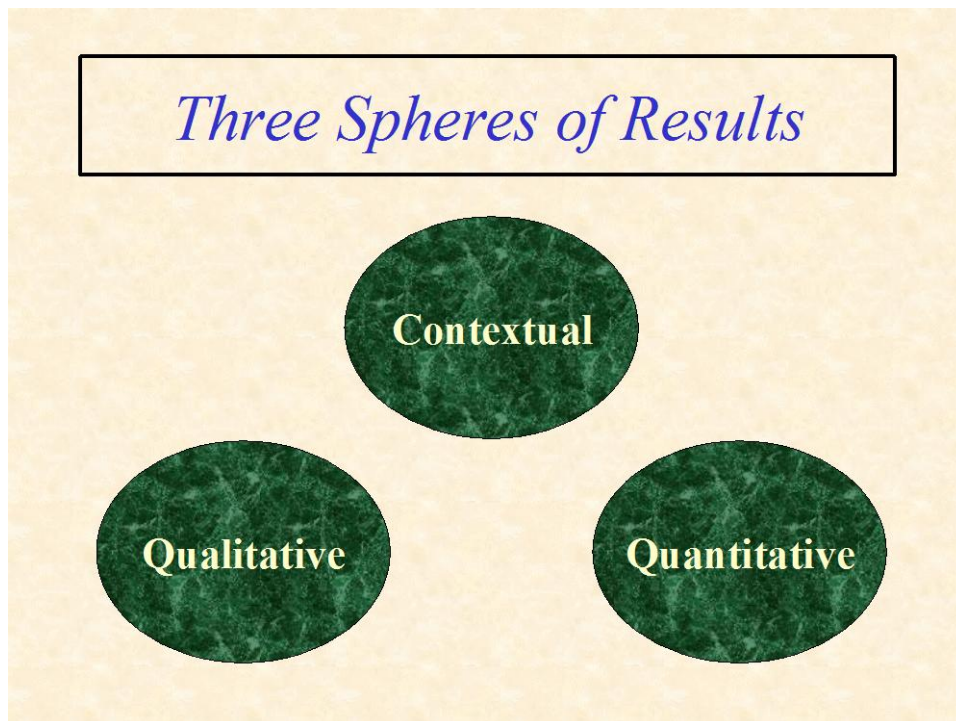 Three Spheres of Results
Contextual
Qualitative
Quantitative